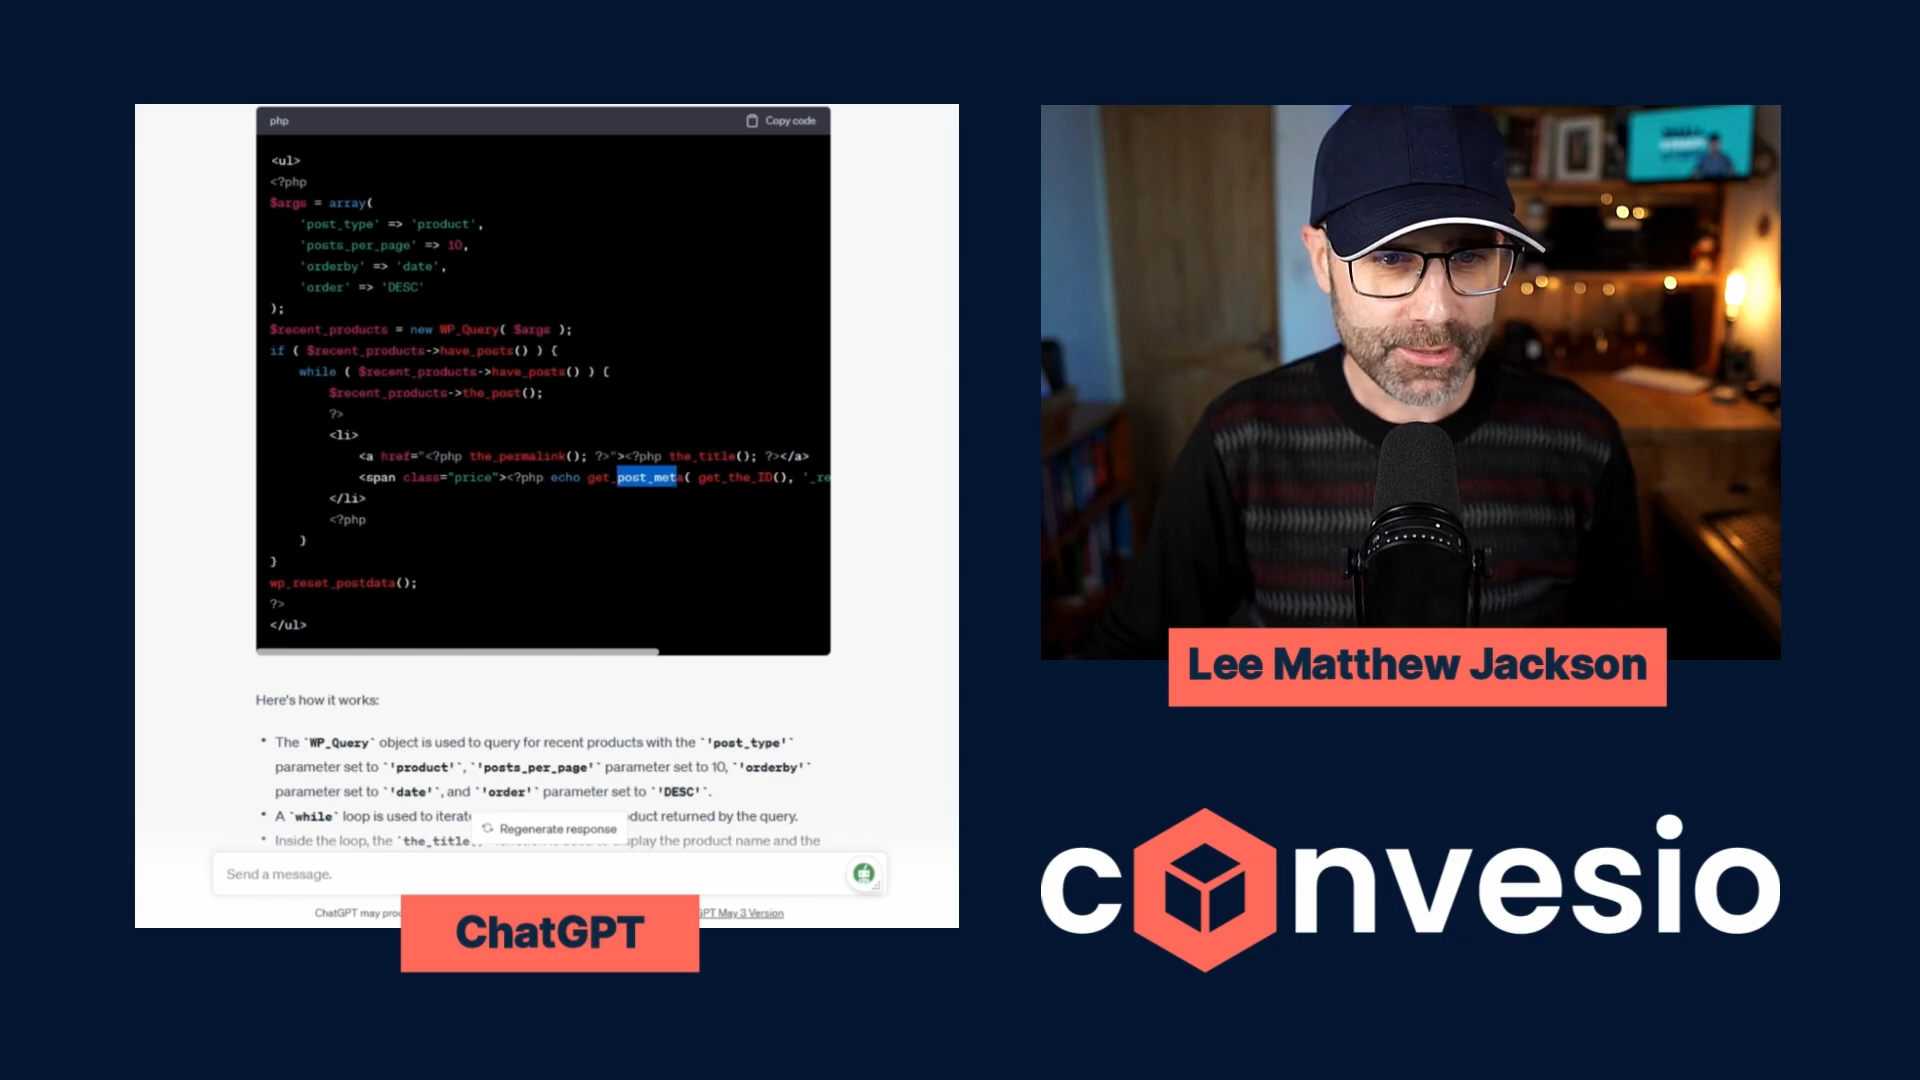 php
Copy code
<ul>
<?php
$args = array(
'post_type' => 'product',
'posts_per_page' => 10,
'orderby' => 'date',
'order' => 'DESC'
);
$recent_products = new WP_Query( $args );
if ( $recent_products->have_posts() ) {
while ( $recent_products->have_posts() ) {
$recent_products->the_post();
?>
<li>
<a href="<?php the_permalink(); ?>"><?php the_title(); ?></a>
<span class="price"><?php echo get_post_meta( get_the_ID(), '_re
</li>
<?php
}
}
wp_reset_postdata();
?>
</ul>
Here's how it works:
• The `WP_Query` object is used to query for recent products with the `'post_type'`
parameter set to `'product'`, `'posts_per_page'` parameter set to 10, `'orderby'`
parameter set to `'date'`, and `'order'` parameter set to `'DESC'`.
• A `while` loop is used to iterate duct returned by the query.
• Inside the loop, the `the_title play the product name and the
Regenerate response
Send a message.
ChatGPT may GPT May 3 Version
ChatGPT
Lee Matthew Jackson
convesio